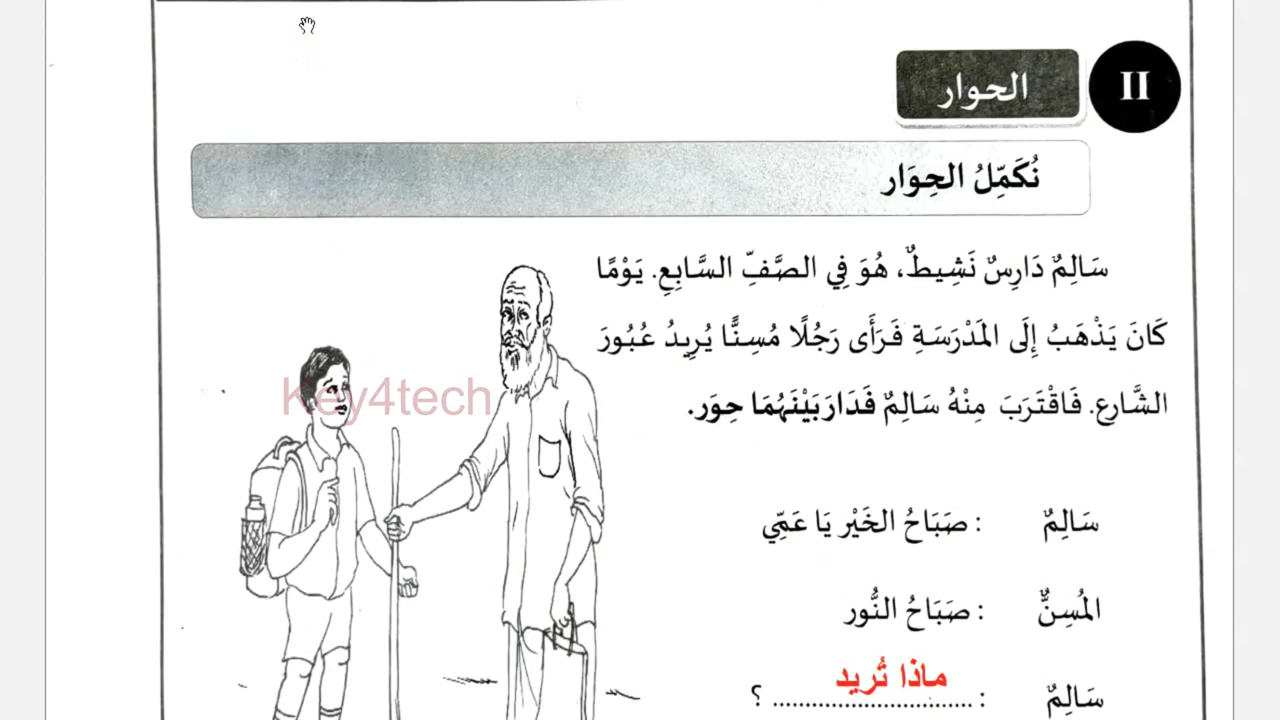 II
الحوار
نُكَمِّلُ الحِوَار
سَالِمٌ دَارِسٌ نَشِيطٌ، هُوَ فِي الصَّفِّ السَّابِعِ. يَوْمًا
كَانَ يَذْهَبُ إِلَى المَدْرَسَةِ فَرَأَى رَجُلًا مُسِنًّا يُرِيدُ عُبُورَ
الشَّارِعِ. فَاقْتَرَبَ مِنْهُ سَالِمٌ فَدَارَ بَيْنَهُمَا حِوَر.
Key4tech
سَالِمٌ : صَبَاحُ الخَيْر يَا عَمِّي
المُسِنٌّ : صَبَاحُ النُّور
سَالِمٌ : ماذا تُريد ......................... ؟